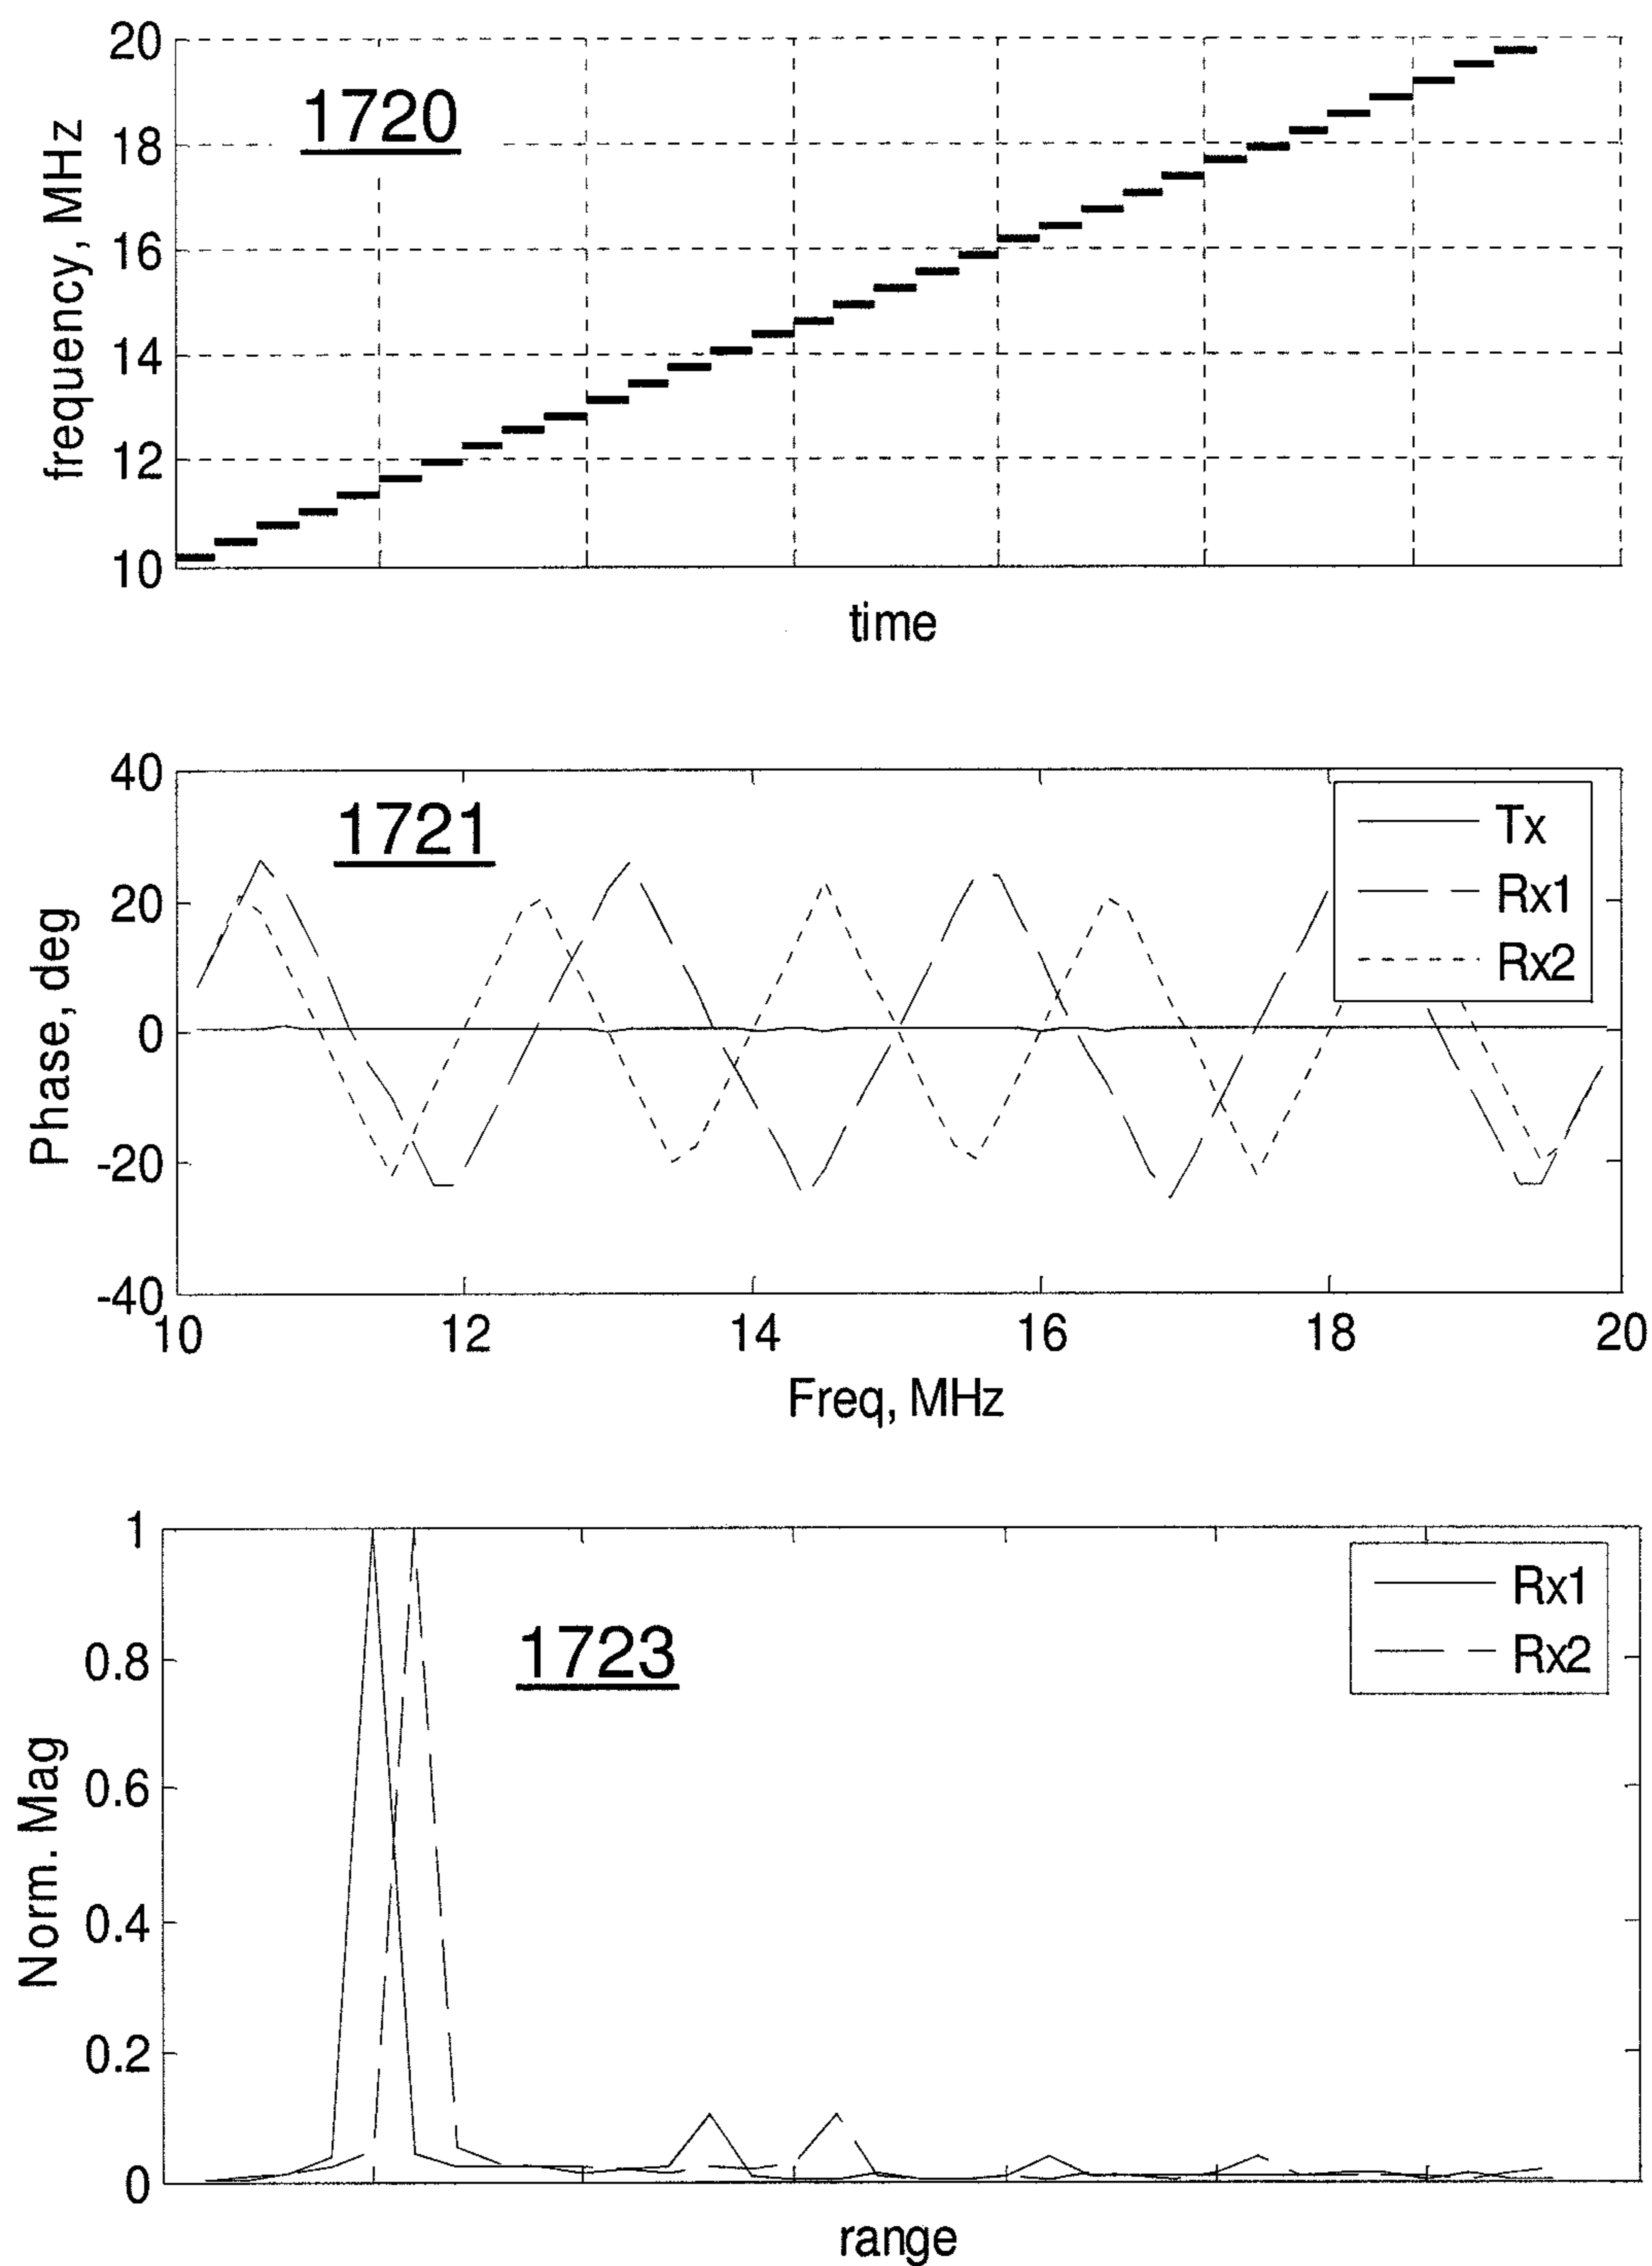 20
18
16
14
12
10
frequency, MHz
1720
time
40
20
0
-20
-40
Phase, deg
1721
Tx
Rx1
Rx2
10 12 14 16 18 20
Freq, MHz
1
0.8
0.6
0.4
0.2
0
Norm. Mag
1723
Rx1
Rx2
range